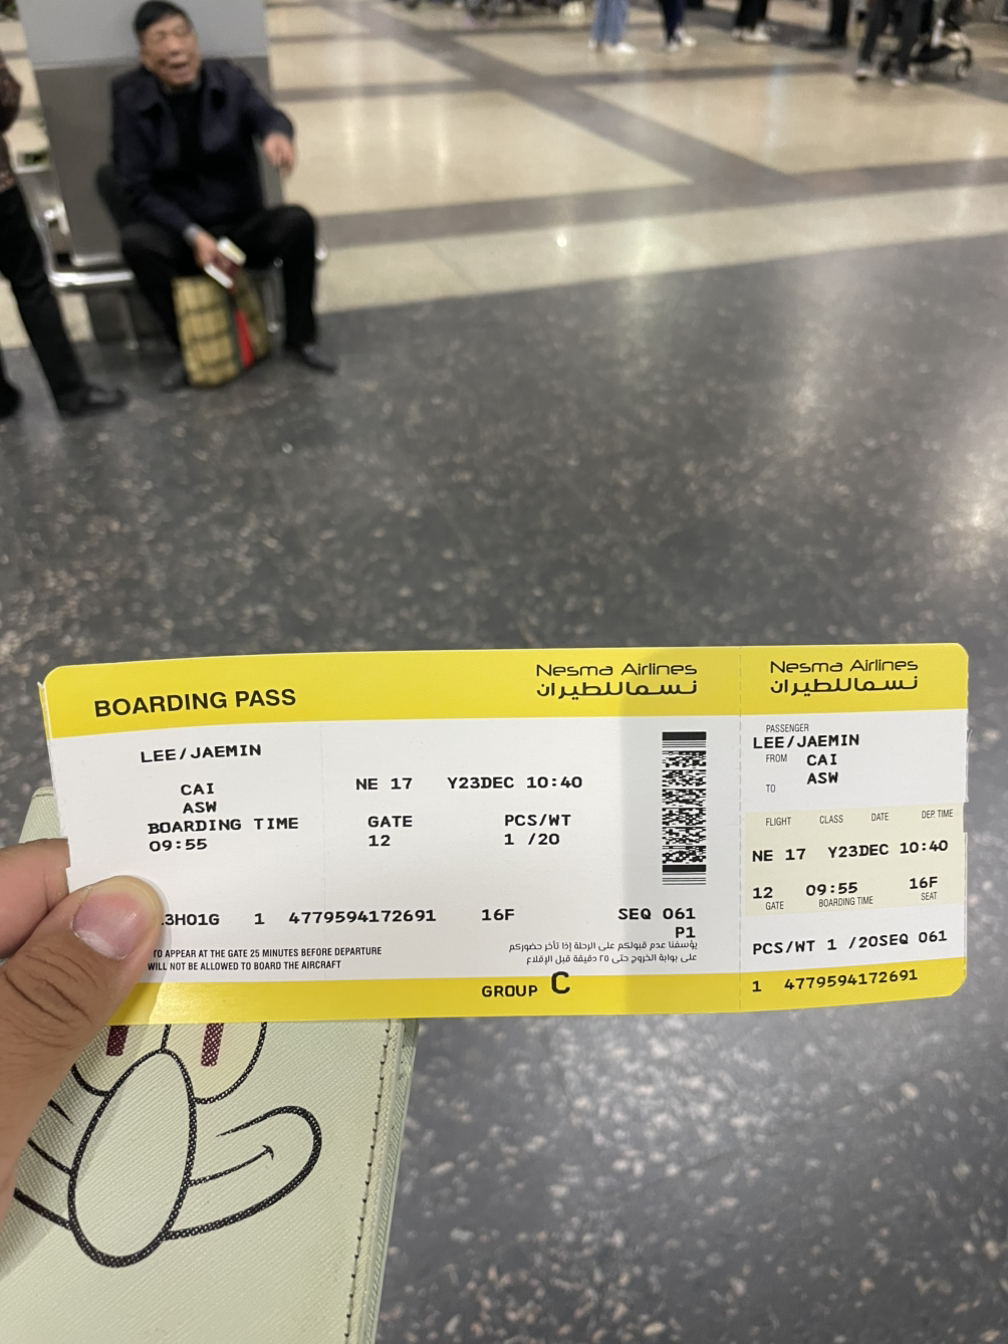 BOARDING PASS
Nesma Airlines
نسما للطيران
LEE/JAEMIN
CAI
ASW
NE 17 Y23DEC 10:40
BOARDING TIME GATE PCS/WT
09:55 12 1 /20
3H01G 1 4779594172691 16F SEQ 061
P1
TO APPEAR AT THE GATE 25 MINUTES BEFORE DEPARTURE
WILL NOT BE ALLOWED TO BOARD THE AIRCRAFT
يؤسفنا عدم قبولكم على الرحلة إذا تأخر حضوركم
على بوابة الخروج حتى ٢٥ دقيقة قبل الإقلاع
GROUP C
Nesma Airlines
نسما للطيران
PASSENGER
LEE/JAEMIN
FROM CAI
TO ASW
FLIGHT CLASS DATE DEP. TIME
NE 17 Y23DEC 10:40
12 09:55 16F
GATE BOARDING TIME SEAT
PCS/WT 1 /20SEQ 061
1 4779594172691